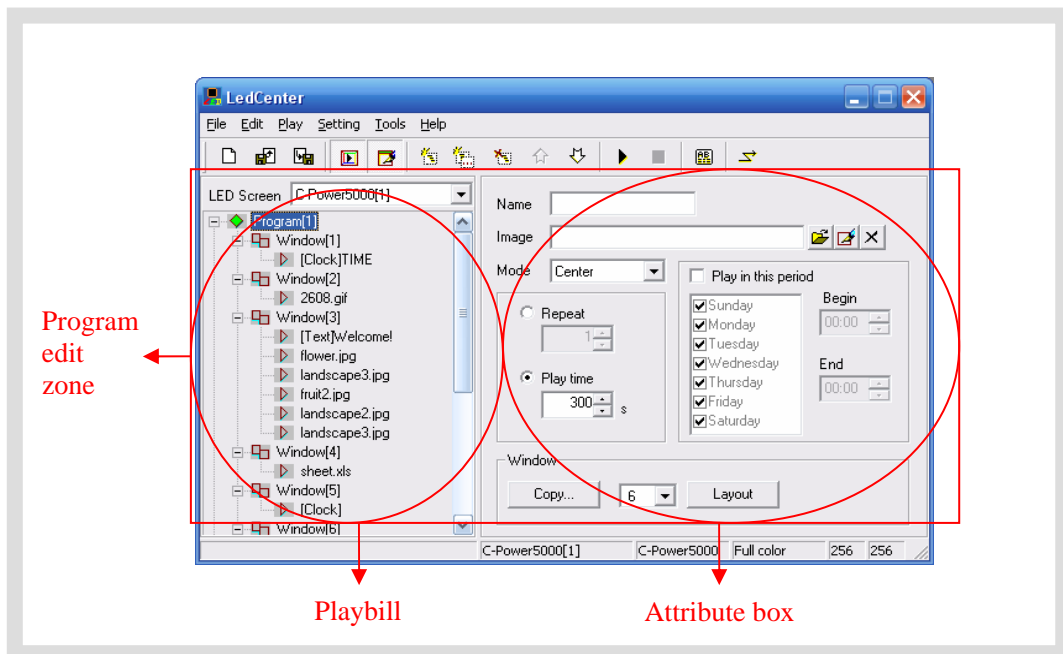 LedCenter
File Edit Play Setting Tools Help
LED Screen C-Power5000[1]
Program[1]
Window[1]
[Clock]TIME
Window[2]
2608.gif
Window[3]
[Text]Welcome!
flower.jpg
landscape3.jpg
fruit2.jpg
landscape2.jpg
landscape3.jpg
Window[4]
sheet.xls
Window[5]
[Clock]
Window[6]
Name
Image
Mode Center
Repeat
1
Play time
300 s
Play in this period
Sunday
Monday
Tuesday
Wednesday
Thursday
Friday
Saturday
Begin
00:00
End
00:00
Window
Copy... 6 Layout
C-Power5000[1] C-Power5000 Full color 256 256
Program
edit
zone
Playbill
Attribute box